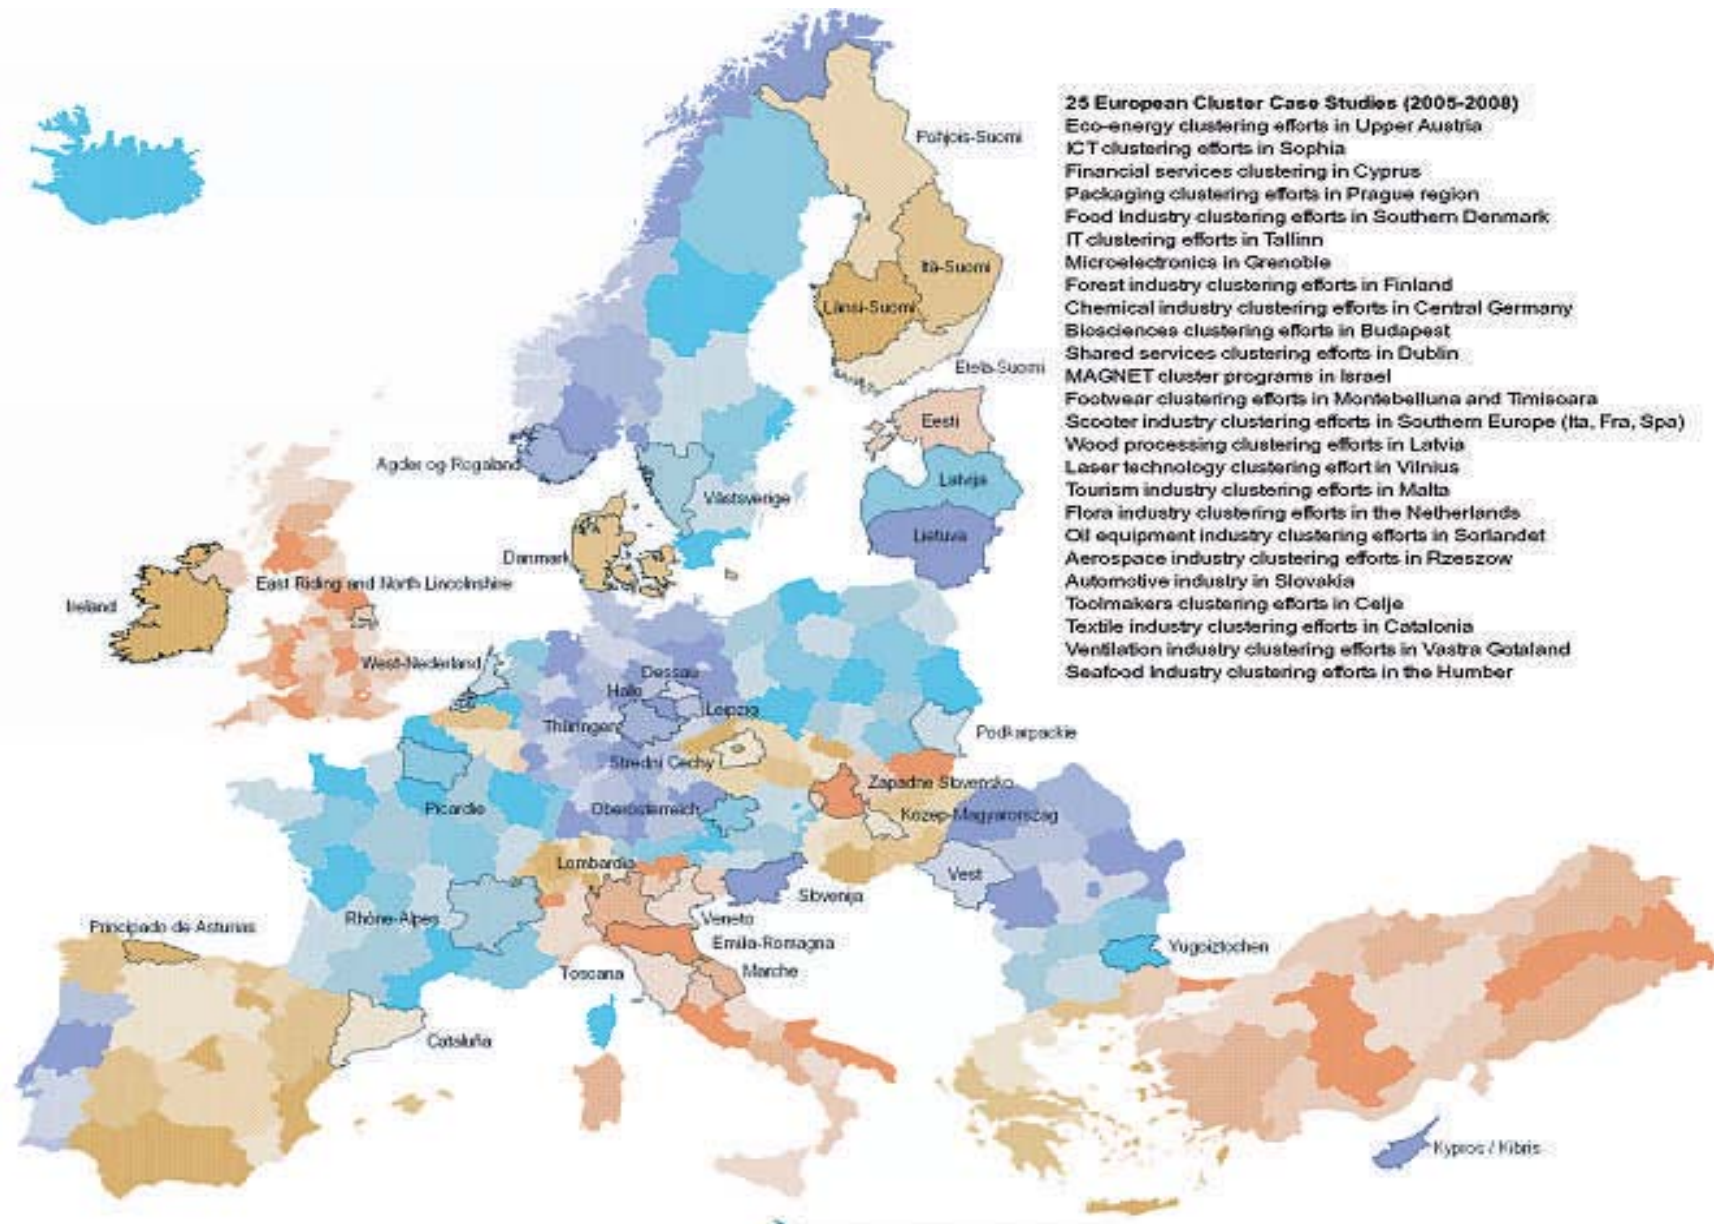 25 European Cluster Case Studies (2005-2008)
Eco-energy clustering efforts in Upper Austria
ICT clustering efforts in Sophia
Financial services clustering in Cyprus
Packaging clustering efforts in Prague region
Food Industry clustering efforts in Southern Denmark
IT clustering efforts in Tallinn
Microelectronics in Grenoble
Forest industry clustering efforts in Finland
Chemical industry clustering efforts in Central Germany
Biosciences clustering efforts in Budapest
Shared services clustering efforts in Dublin
MAGNET cluster programs in Israel
Footwear clustering efforts in Montebelluna and Timisoara
Scooter industry clustering efforts in Southern Europe (Ita, Fra, Spa)
Wood processing clustering efforts in Latvia
Laser technology clustering effort in Vilnius
Tourism industry clustering efforts in Malta
Flora industry clustering efforts in the Netherlands
Oil equipment industry clustering efforts in Sorlandet
Aerospace industry clustering efforts in Rzeszow
Automotive industry in Slovakia
Toolmakers clustering efforts in Celje
Textile industry clustering efforts in Catalonia
Ventilation industry clustering efforts in Vastra Gotaland
Seafood Industry clustering efforts in the Humber
Pohjois-Suomi
Itä-Suomi
Länsi-Suomi
Etela-Suomi
Eesti
Agder og Rogaland
Latvija
Västsverige
Lietuva
Danmark
East Riding and North Lincolnshire
Ireland
West-Nederland
Dessau
Halle
Leipzig
Thüringen
Podkarpackie
Stredni Cechy
Zapadne Slovensko
Picardie
Oberösterreich
Kozep-Magyarorszag
Lombardia
Vest
Slovenija
Rhône-Alpes
Veneto
Principado de Asturias
Emilia-Romagna
Yugoiztochen
Toscana
Marche
Cataluña
Kypros / Kibris